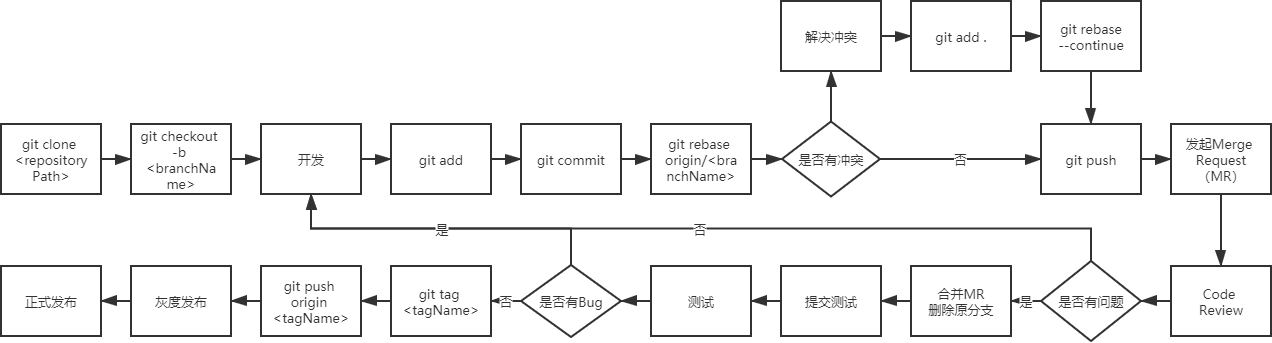 解决冲突
git add .
git rebase
--continue
git clone
<repository
Path>
git checkout
-b
<branchNa
me>
开发
git add
git commit
git rebase
origin/<bra
nchName>
是否有冲突
否
git push
发起Merge
Request
（MR）
是
否
正式发布
灰度发布
git push
origin
<tagName>
git tag
<tagName>
否
是否有Bug
测试
提交测试
合并MR
删除原分支
是
是否有问题
Code
Review